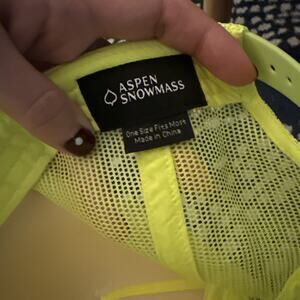 ASPEN
SNOWMASS
One Size Fits Most
Made in China